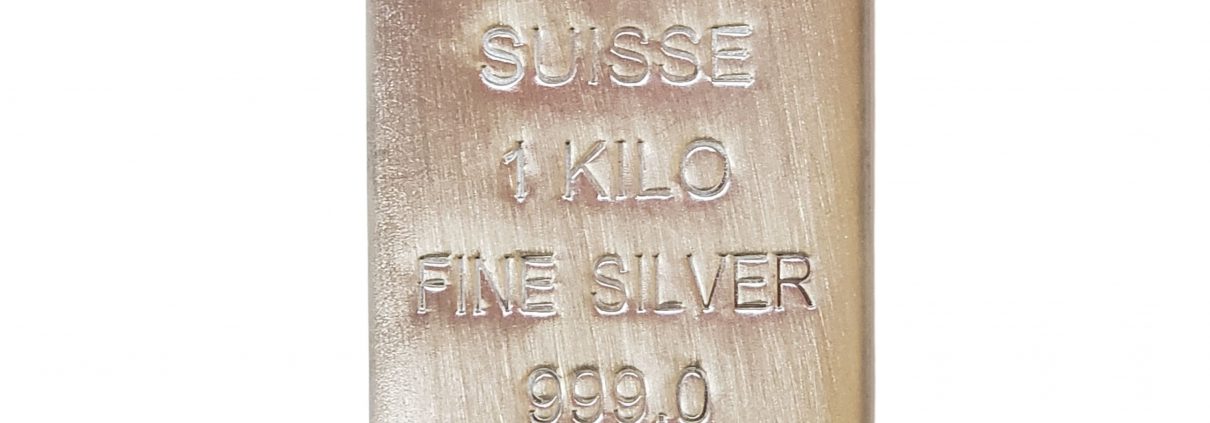 SUISSE
1 KILO
FINE SILVER
999.0